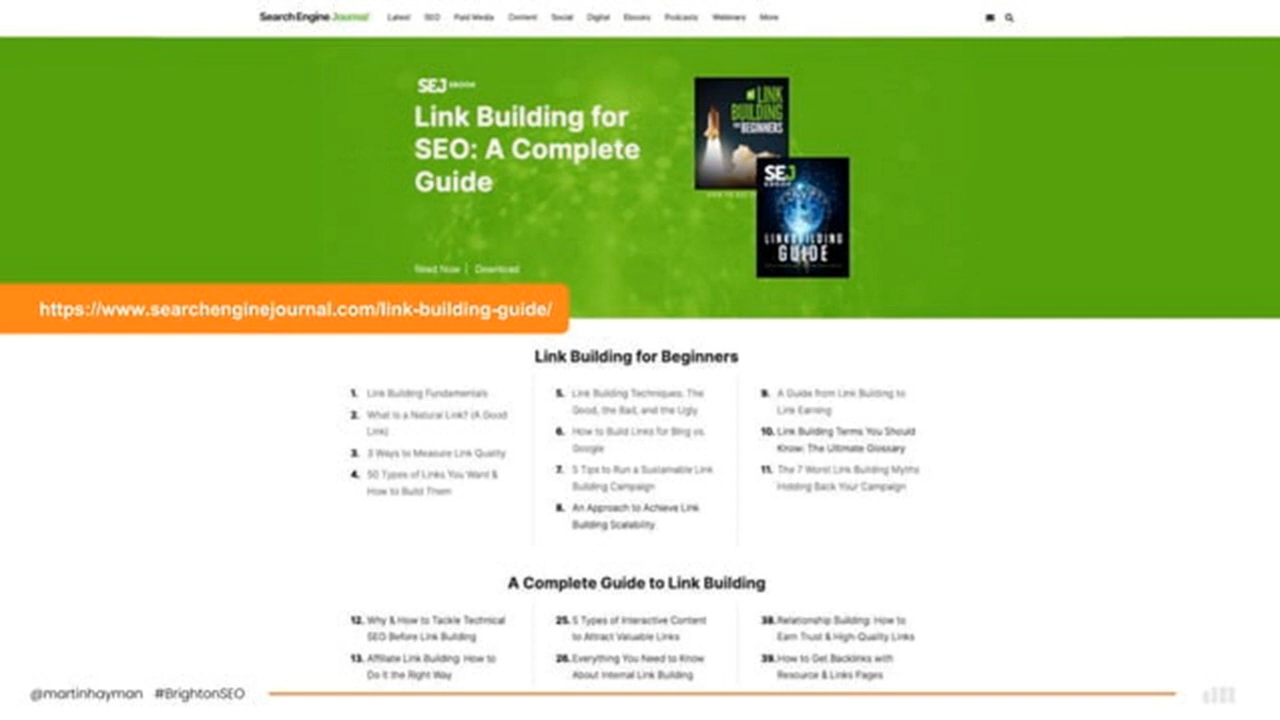 Search Engine Journal Latest SEO Paid Media Content Social Digital Ebooks Podcasts Webinars More
SEJ EBOOK
Link Building for
SEO: A Complete
Guide
Read Now | Download
LINK
BUILDING
FOR BEGINNERS
SEJ
LINKBUILDING
GUIDE
https://www.searchenginejournal.com/link-building-guide/
Link Building for Beginners
1. Link Building Fundamentals
2. What Is a Natural Link? (A Good
Link)
3. 3 Ways to Measure Link Quality
4. 50 Types of Links You Want &
How to Build Them
5. Link Building Techniques: The
Good, the Bad, and the Ugly
6. How to Build Links for Bing vs.
Google
7. 5 Tips to Run a Sustainable Link
Building Campaign
8. An Approach to Achieve Link
Building Scalability
9. A Guide from Link Building to
Link Earning
10. Link Building Terms You Should
Know: The Ultimate Glossary
11. The 7 Worst Link Building Myths
Holding Back Your Campaign
A Complete Guide to Link Building
12. Why & How to Tackle Technical
SEO Before Link Building
13. Affiliate Link Building: How to
Do It the Right Way
25. 5 Types of Interactive Content
to Attract Valuable Links
26. Everything You Need to Know
About Internal Link Building
38. Relationship Building: How to
Earn Trust & High-Quality Links
39. How to Get Backlinks with
Resource & Links Pages
@martinhayman #BrightonSEO